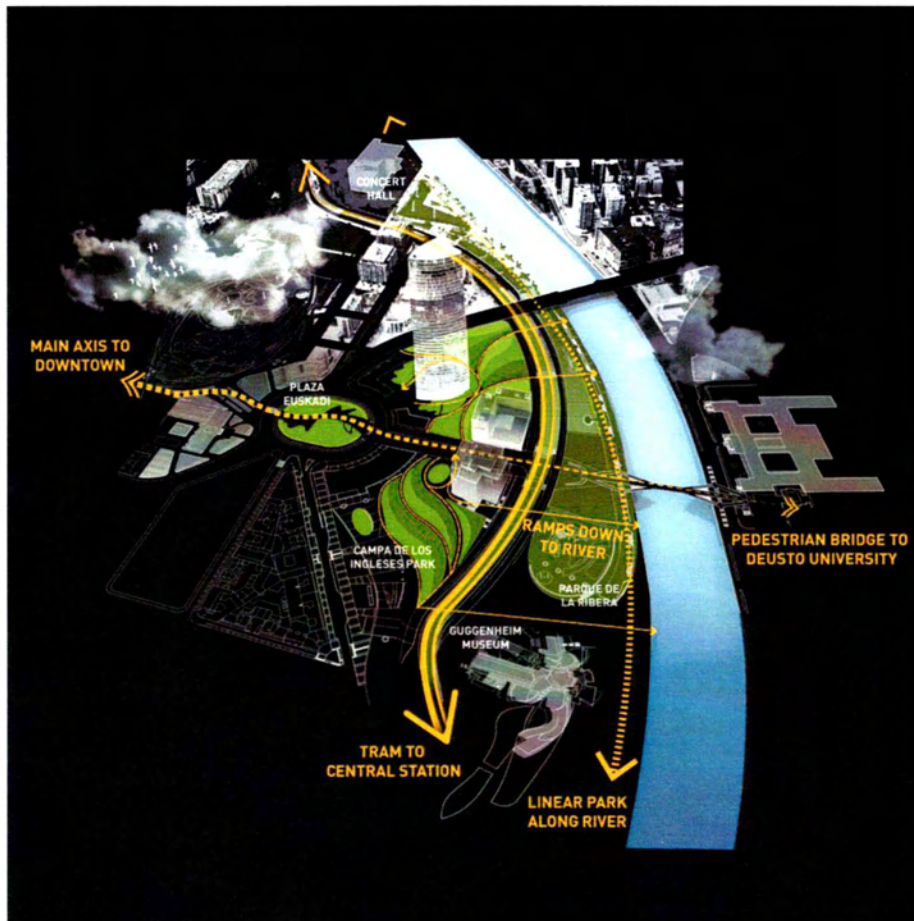 CONCERT
HALL
MAIN AXIS TO
DOWNTOWN
PLAZA
EUSKADI
RAMPS DOWN
TO RIVER
PEDESTRIAN BRIDGE TO
DEUSTO UNIVERSITY
CAMPA DE LOS
INGLESES PARK
PARQUE DE
LA RIBERA
GUGGENHEIM
MUSEUM
TRAM TO
CENTRAL STATION
LINEAR PARK
ALONG RIVER